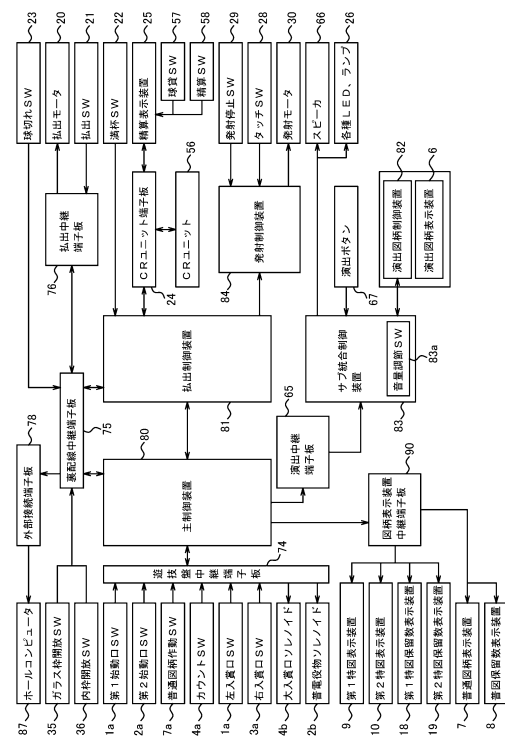 23
球切れSW
20
払出モータ
21
払出SW
22
満杯SW
25
精算表示装置
57
球貸SW
58
精算SW
29
発射停止SW
28
タッチSW
30
発射モータ
66
スピーカ
26
各種LED、ランプ
払出中継
端子板
76
CRユニット端子板
24
56
CRユニット
発射制御装置
84
演出ボタン
67
82
演出図柄制御装置
6
演出図柄表示装置
払出制御装置
81
サブ統合制御
装置
音量調節SW
83
83a
78
外部接続端子板
裏配線中継端子板
75
80
主制御装置
65
演出中継
端子板
90
図柄表示装置
中継端子板
遊技盤中継端子板
74
87
ホールコンピュータ
35
ガラス枠開放SW
36
内枠開放SW
1a
第1始動口SW
2a
第2始動口SW
7a
普通図柄作動SW
4a
カウントSW
1a
左入賞口SW
3a
右入賞口SW
4b
大入賞口ソレノイド
2b
普電役物ソレノイド
9
第1特図表示装置
10
第2特図表示装置
18
第1特図保留数表示装置
19
第2特図保留数表示装置
7
普通図柄表示装置
8
普図保留数表示装置